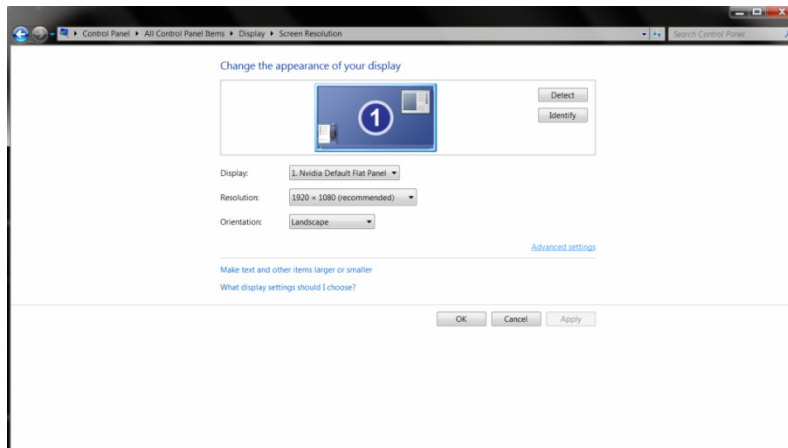 Control Panel ▸ All Control Panel Items ▸ Display ▸ Screen Resolution
Search Control Panel
Change the appearance of your display
1
Detect
Identify
Display: 1. Nvidia Default Flat Panel
Resolution: 1920 × 1080 (recommended)
Orientation: Landscape
Advanced settings
Make text and other items larger or smaller
What display settings should I choose?
OK Cancel Apply